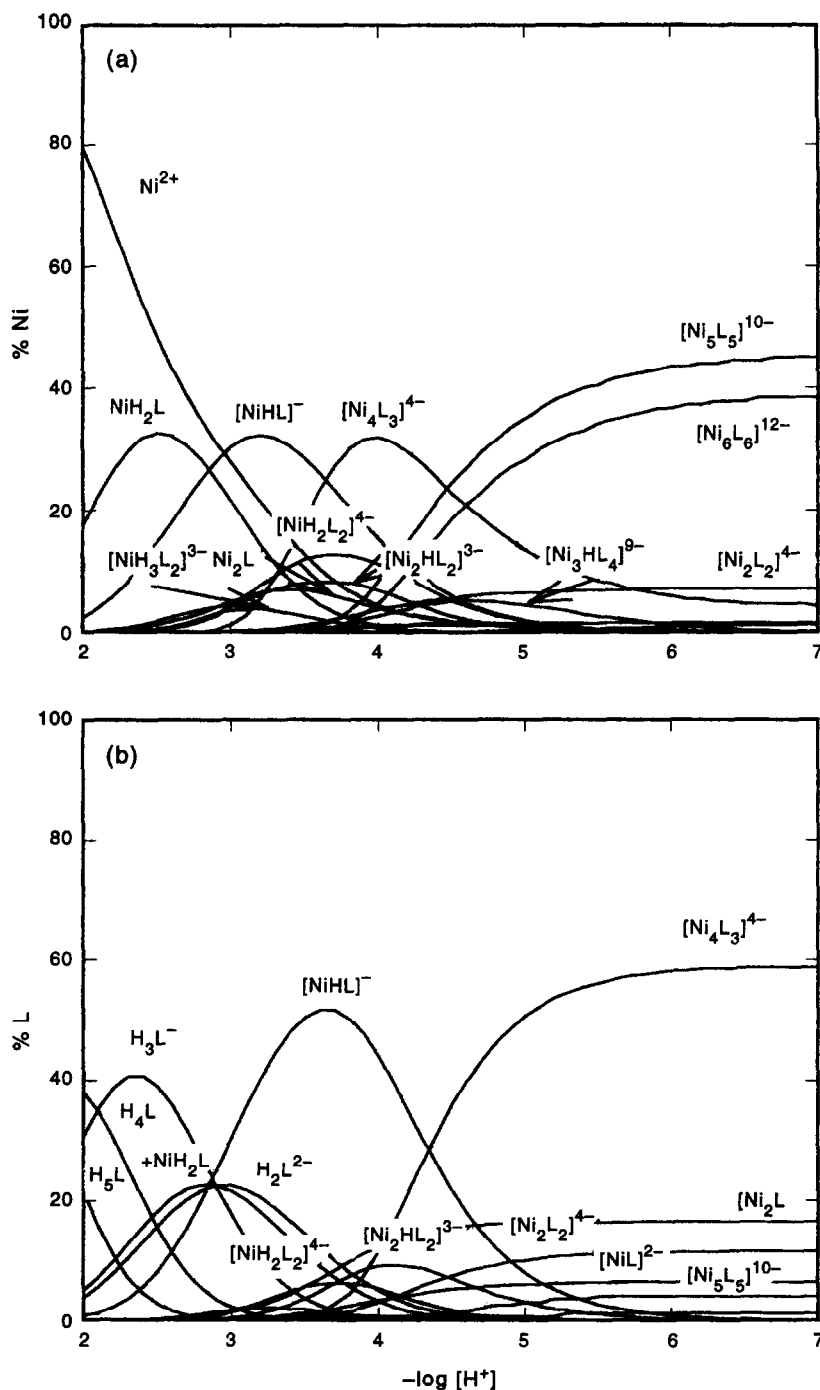 (a)
100
80
60
40
20
0
% Ni
Ni²⁺
NiH₂L
[NiHL]⁻
[Ni₄L₃]⁴⁻
[Ni₅L₅]¹⁰⁻
[Ni₆L₆]¹²⁻
[NiH₂L₂]⁴⁻
[NiH₃L₂]³⁻
Ni₂L
[Ni₂HL₂]³⁻
[Ni₃HL₄]⁹⁻
[Ni₂L₂]⁴⁻
2 3 4 5 6 7
(b)
100
80
60
40
20
0
% L
[Ni₄L₃]⁴⁻
[NiHL]⁻
H₃L⁻
H₄L
+NiH₂L
H₅L
H₂L²⁻
[NiH₂L₂]⁴⁻
[Ni₂HL₂]³⁻
[Ni₂L₂]⁴⁻
[Ni₂L
[NiL]²⁻
[Ni₅L₅]¹⁰⁻
2 3 4 5 6 7
–log [H⁺]